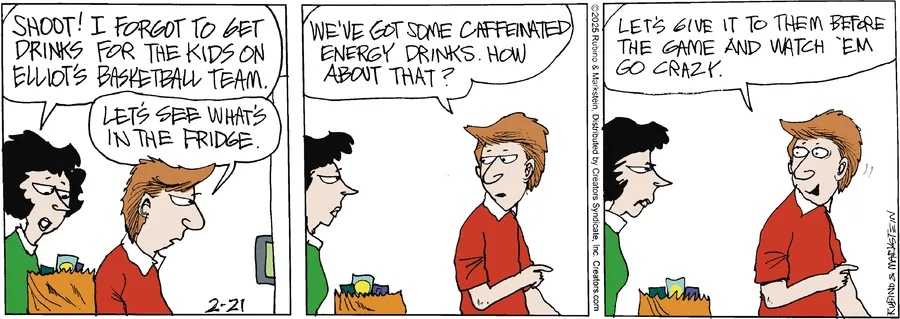 SHOOT! I FORGOT TO GET
DRINKS FOR THE KIDS ON
ELLIOT'S BASKETBALL TEAM.
LET'S SEE WHAT'S
IN THE FRIDGE.
2-21
WE'VE GOT SOME CAFFEINATED
ENERGY DRINKS. HOW
ABOUT THAT?
©2025 Rubino & Markstein, Distributed by Creators Syndicate, Inc. Creators.com
LET'S GIVE IT TO THEM BEFORE
THE GAME AND WATCH 'EM
GO CRAZY.
RUBINO & MARKSTEIN